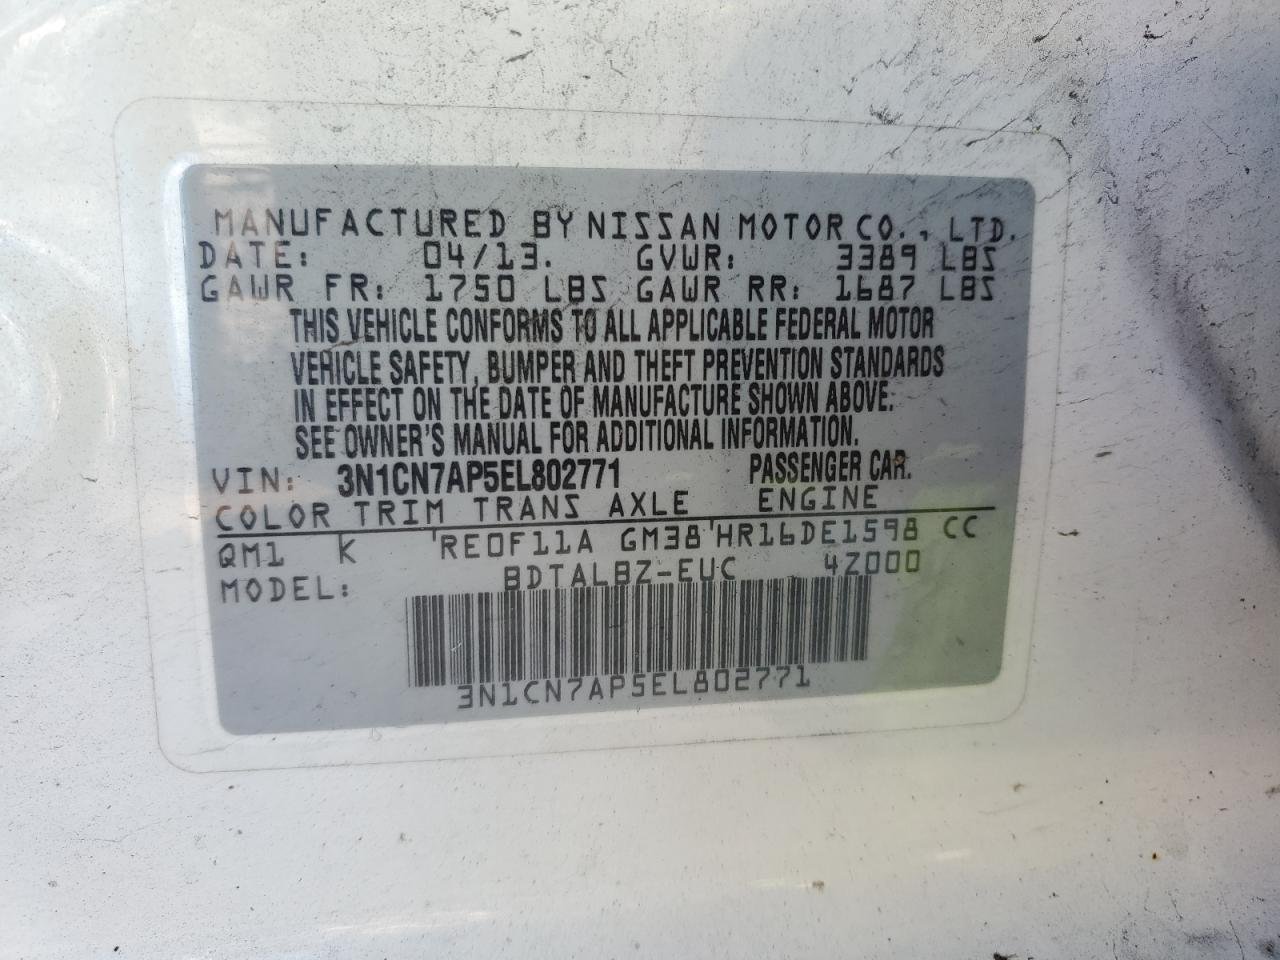 MANUFACTURED BY NISSAN MOTOR CO., LTD.
DATE: 04/13. GVWR: 3389 LBS
GAWR FR: 1750 LBS GAWR RR: 1687 LBS
THIS VEHICLE CONFORMS TO ALL APPLICABLE FEDERAL MOTOR
VEHICLE SAFETY, BUMPER AND THEFT PREVENTION STANDARDS
IN EFFECT ON THE DATE OF MANUFACTURE SHOWN ABOVE.
SEE OWNER'S MANUAL FOR ADDITIONAL INFORMATION.
VIN: 3N1CN7AP5EL802771 PASSENGER CAR.
COLOR TRIM TRANS AXLE ENGINE
QM1 K RE0F11A GM38 HR16DE1598 CC
MODEL: BDTALBZ-EUC 4Z000
3N1CN7AP5EL802771